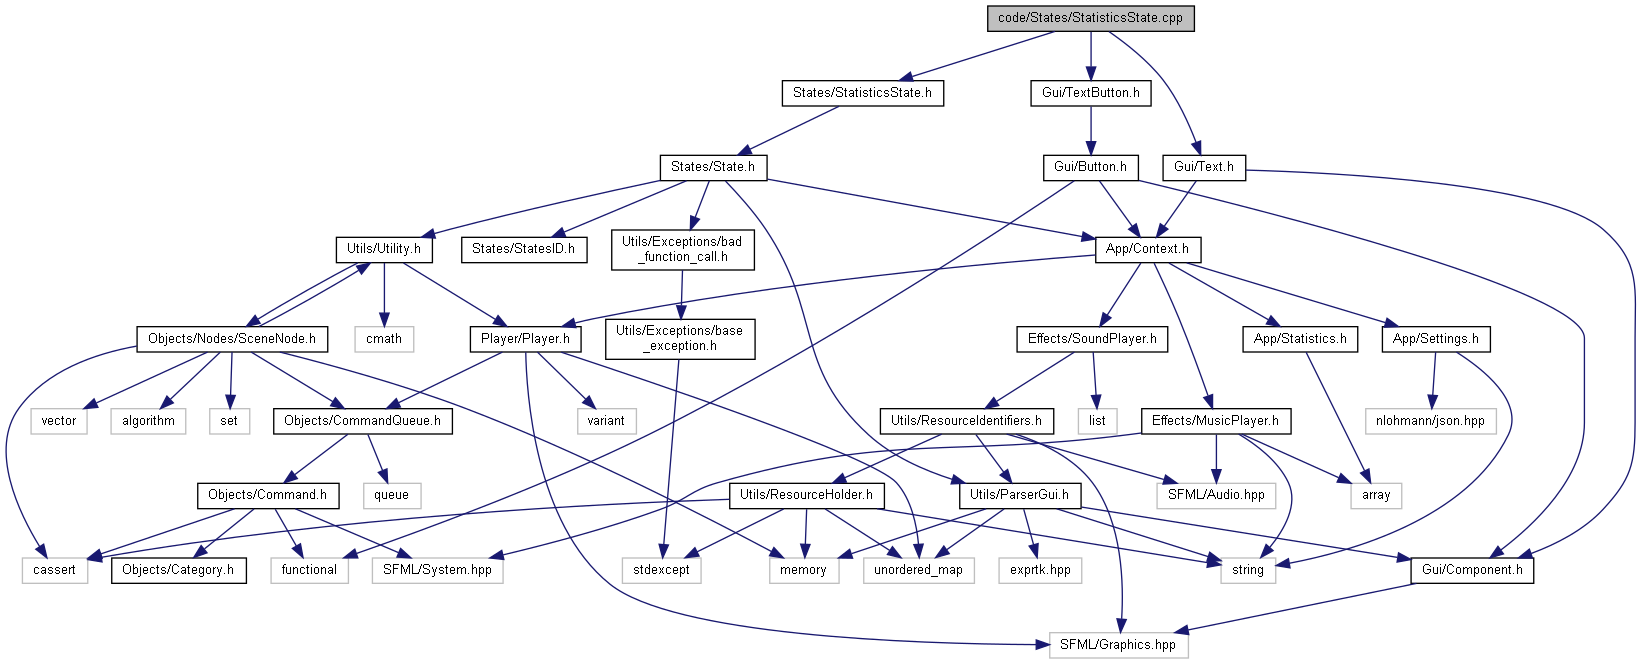 code/States/StatisticsState.cpp
States/StatisticsState.h
Gui/TextButton.h
States/State.h
Gui/Button.h
Gui/Text.h
Utils/Utility.h
States/StatesID.h
Utils/Exceptions/bad
_function_call.h
App/Context.h
Objects/Nodes/SceneNode.h
cmath
Player/Player.h
Utils/Exceptions/base
_exception.h
Effects/SoundPlayer.h
App/Statistics.h
App/Settings.h
vector
algorithm
set
Objects/CommandQueue.h
variant
Utils/ResourceIdentifiers.h
list
Effects/MusicPlayer.h
nlohmann/json.hpp
Objects/Command.h
queue
Utils/ResourceHolder.h
Utils/ParserGui.h
SFML/Audio.hpp
array
cassert
Objects/Category.h
functional
SFML/System.hpp
stdexcept
memory
unordered_map
exprtk.hpp
string
Gui/Component.h
SFML/Graphics.hpp